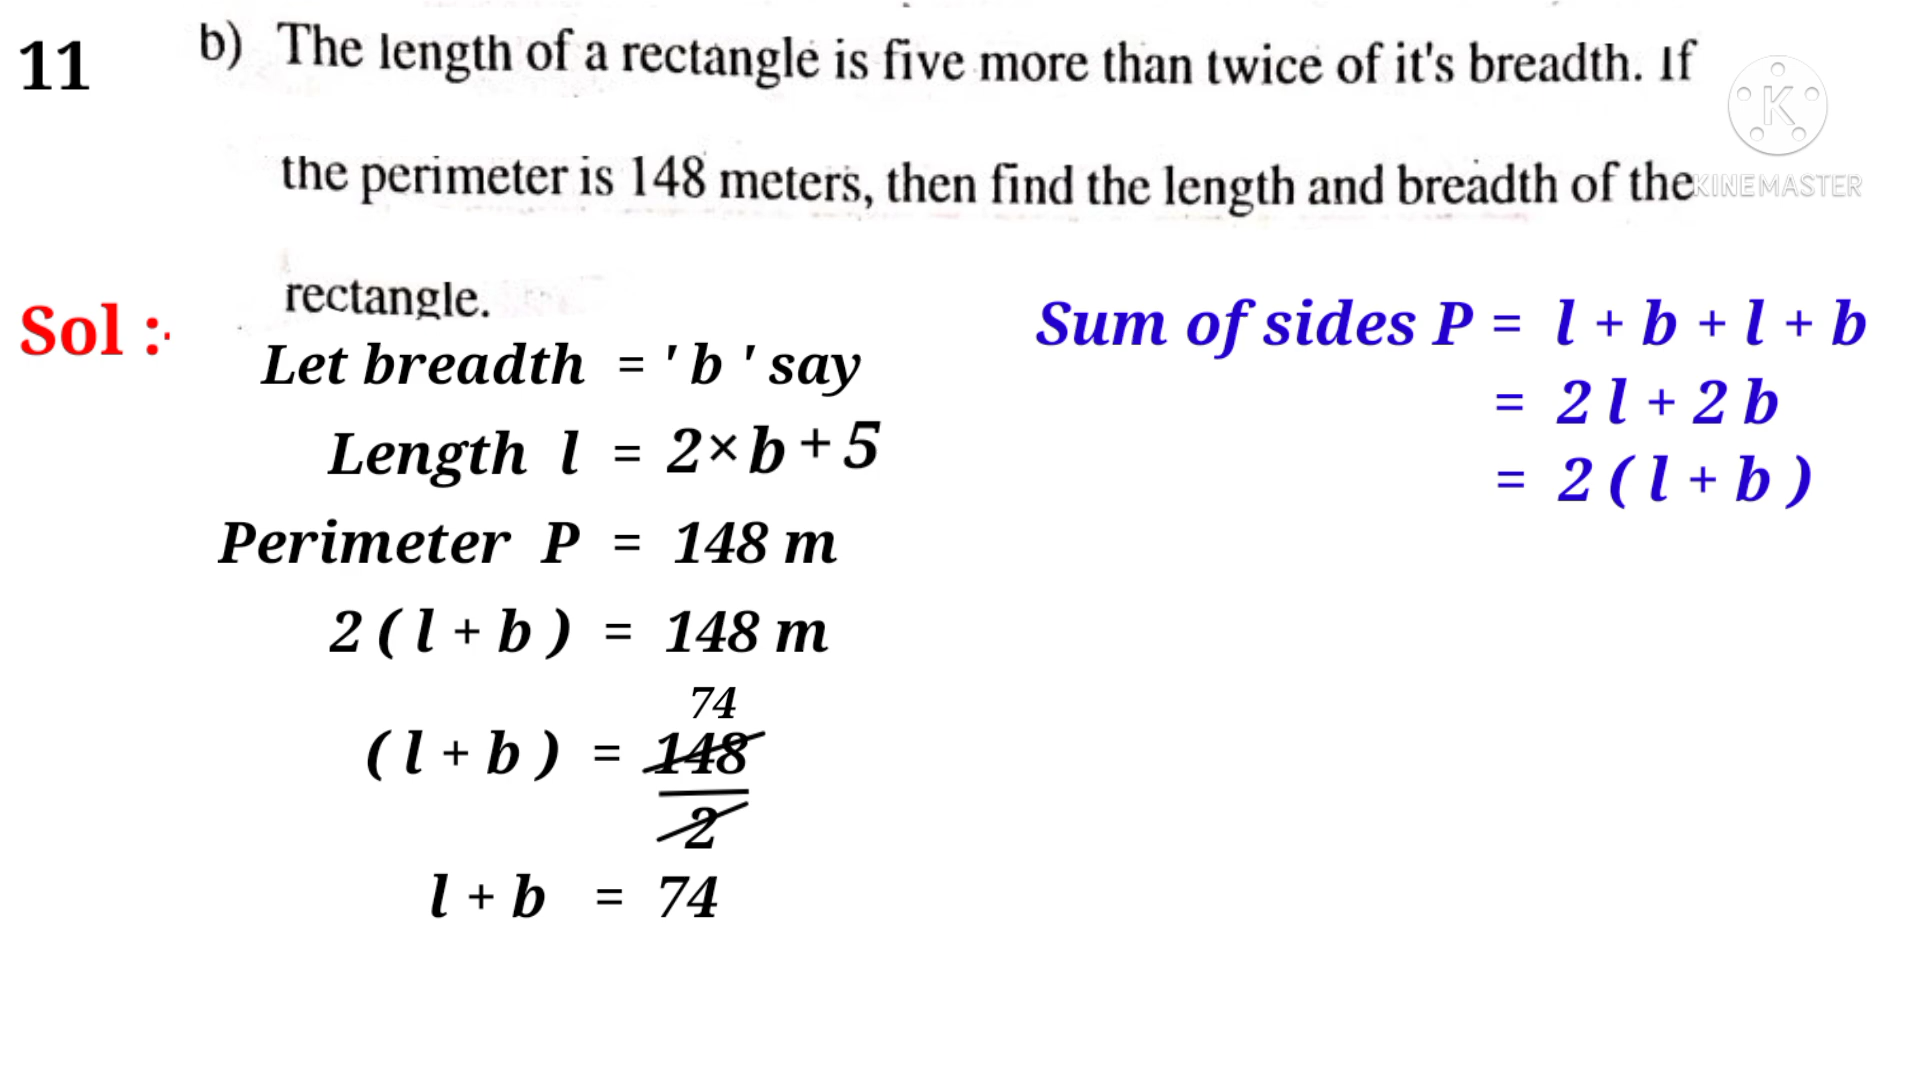 11
b) The length of a rectangle is five more than twice of it's breadth. If
the perimeter is 148 meters, then find the length and breadth of the
rectangle.
K
KINEMASTER
Sol :-
Let breadth = ' b ' say
Length l = 2×b + 5
Perimeter P = 148 m
2 ( l + b ) = 148 m
74
( l + b ) = 148
2
l + b = 74
Sum of sides P = l + b + l + b
= 2 l + 2 b
= 2 ( l + b )